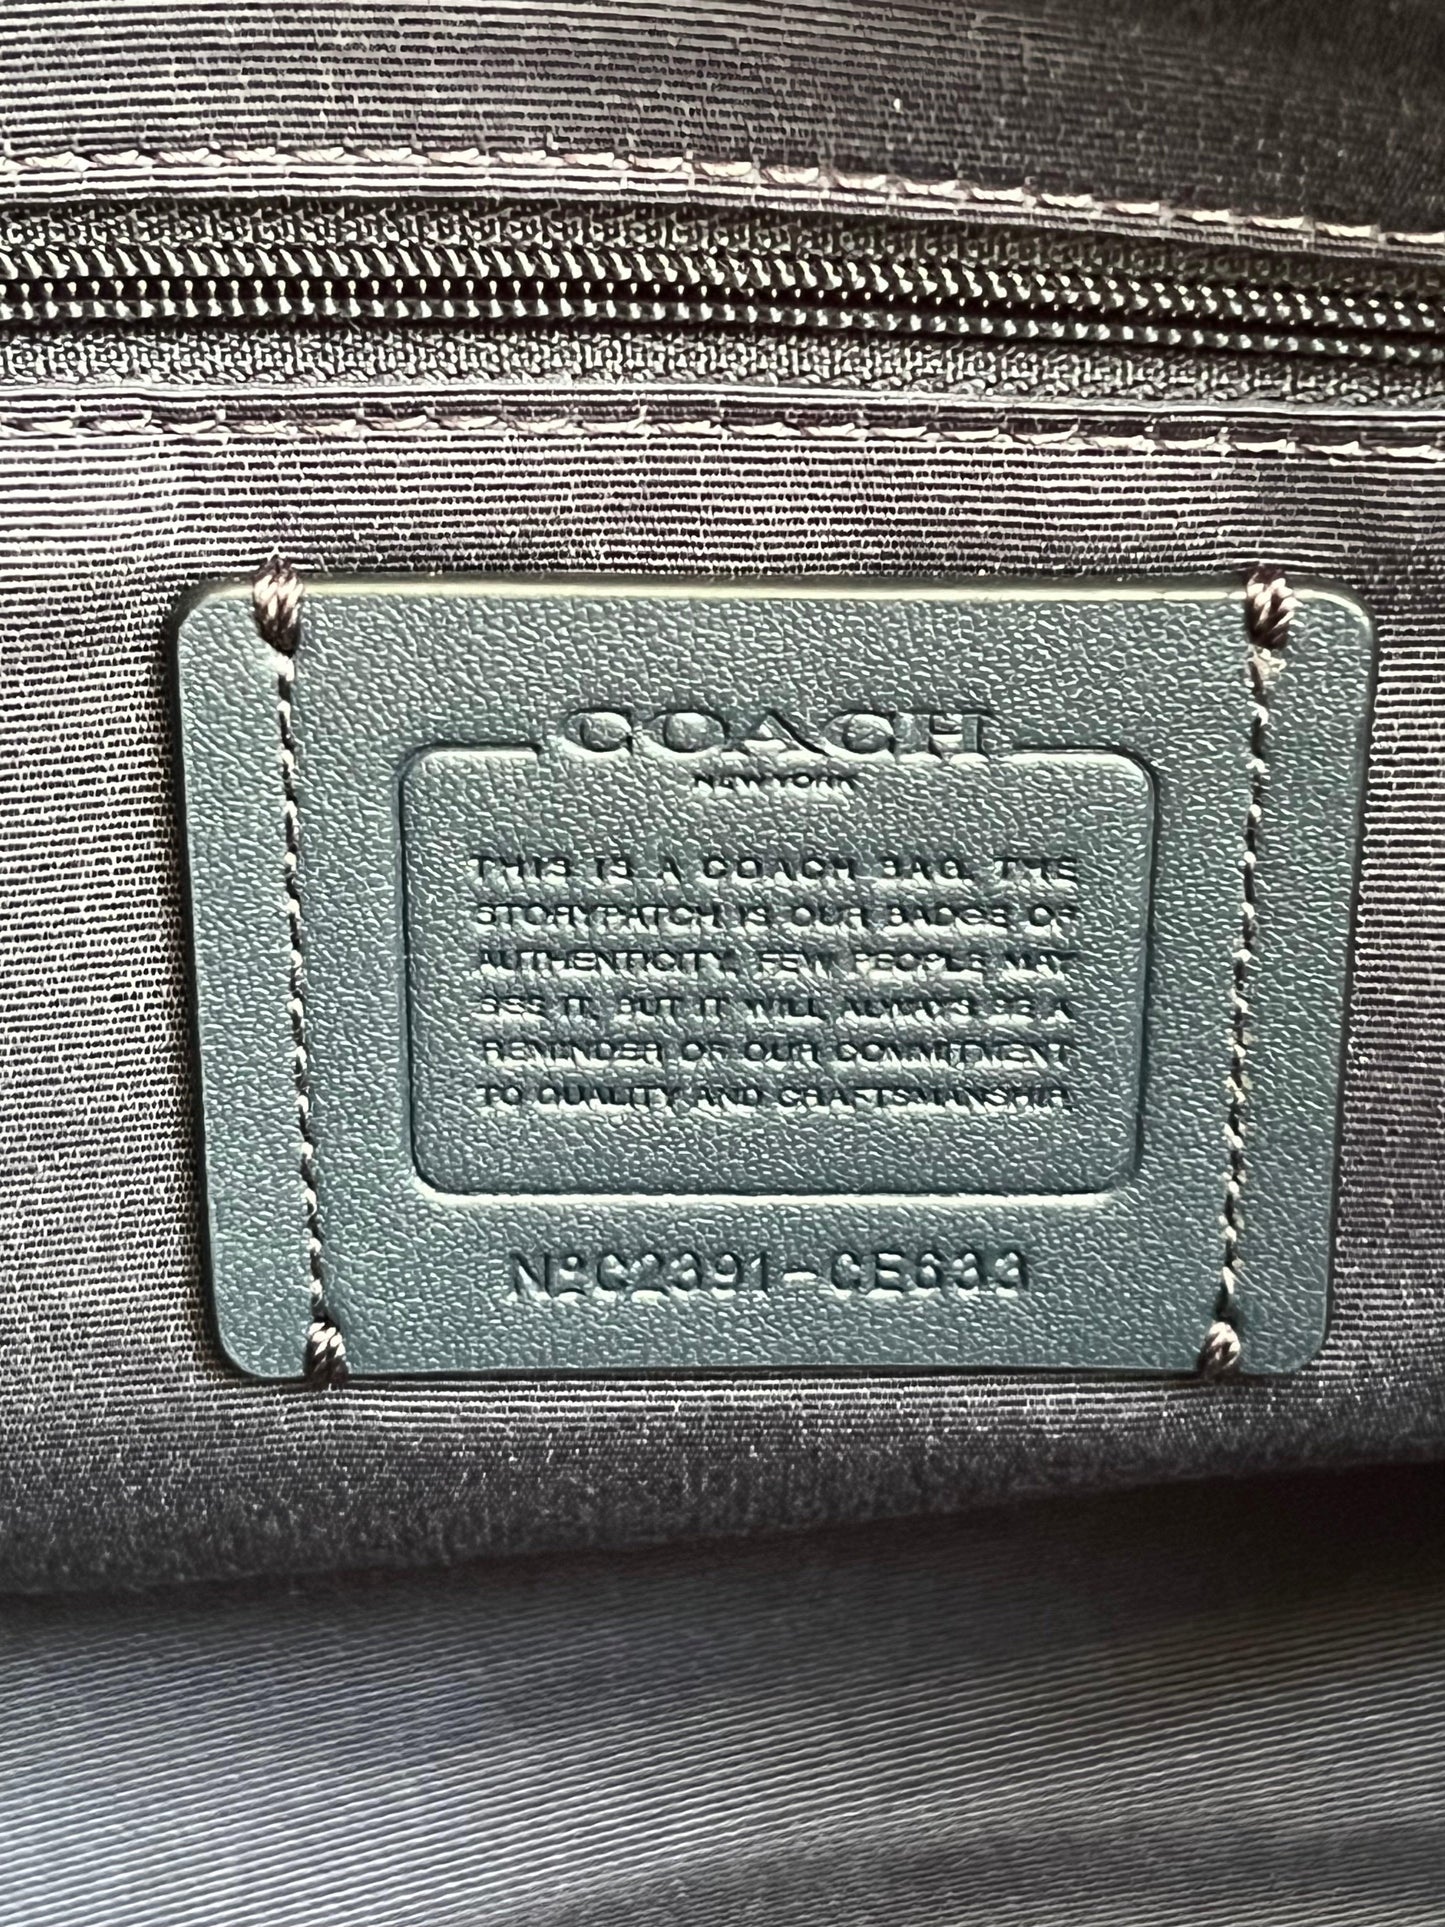 COACH
NEW YORK
THIS IS A COACH BAG. THE
STORYPATCH IS OUR BADGE OF
AUTHENTICITY. FEW PEOPLE MAY
SEE IT, BUT IT WILL ALWAYS BE A
REMINDER OF OUR COMMITMENT
TO QUALITY AND CRAFTSMANSHIP.
NºC2391-CE633